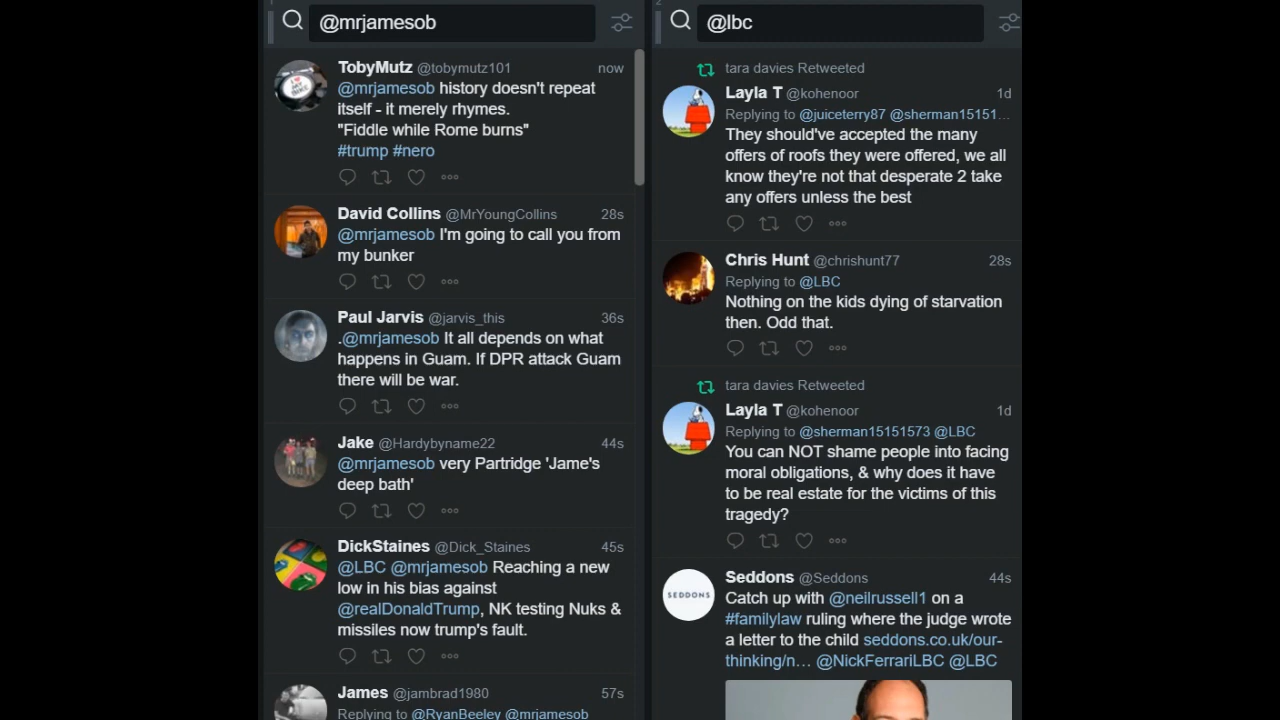 @mrjamesob
TobyMutz @tobymutz101 now
@mrjamesob history doesn't repeat
itself - it merely rhymes.
"Fiddle while Rome burns"
#trump #nero
David Collins @MrYoungCollins 28s
@mrjamesob I'm going to call you from
my bunker
Paul Jarvis @jarvis_this 36s
.@mrjamesob It all depends on what
happens in Guam. If DPR attack Guam
there will be war.
Jake @Hardybyname22 44s
@mrjamesob very Partridge 'Jame's
deep bath'
DickStaines @Dick_Staines 45s
@LBC @mrjamesob Reaching a new
low in his bias against
@realDonaldTrump, NK testing Nuks &
missiles now trump's fault.
James @jambrad1980 57s
Replying to @RyanBeeley @mrjamesob
2
@lbc
tara davies Retweeted
Layla T @kohenoor 1d
Replying to @juiceterry87 @sherman15151...
They should've accepted the many
offers of roofs they were offered, we all
know they're not that desperate 2 take
any offers unless the best
Chris Hunt @chrishunt77 28s
Replying to @LBC
Nothing on the kids dying of starvation
then. Odd that.
tara davies Retweeted
Layla T @kohenoor 1d
Replying to @sherman15151573 @LBC
You can NOT shame people into facing
moral obligations, & why does it have
to be real estate for the victims of this
tragedy?
SEDDONS
Seddons @Seddons 44s
Catch up with @neilrussell1 on a
#familylaw ruling where the judge wrote
a letter to the child seddons.co.uk/our-
thinking/n... @NickFerrariLBC @LBC